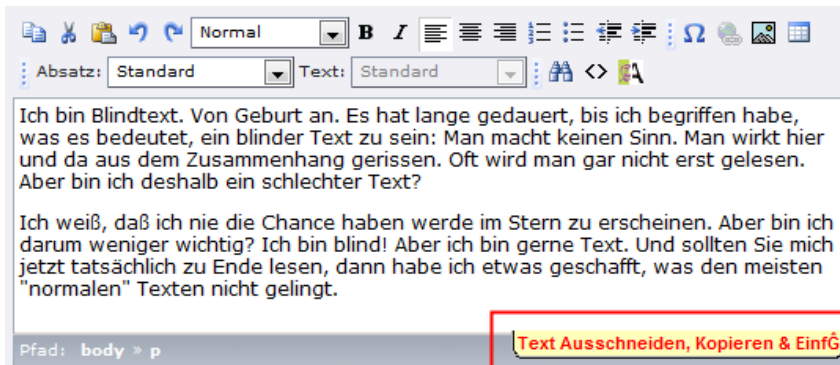 Normal B I Ω
Absatz: Standard Text: Standard <> A
Ich bin Blindtext. Von Geburt an. Es hat lange gedauert, bis ich begriffen habe,
was es bedeutet, ein blinder Text zu sein: Man macht keinen Sinn. Man wirkt hier
und da aus dem Zusammenhang gerissen. Oft wird man gar nicht erst gelesen.
Aber bin ich deshalb ein schlechter Text?
Ich weiß, daß ich nie die Chance haben werde im Stern zu erscheinen. Aber bin ich
darum weniger wichtig? Ich bin blind! Aber ich bin gerne Text. Und sollten Sie mich
jetzt tatsächlich zu Ende lesen, dann habe ich etwas geschafft, was den meisten
"normalen" Texten nicht gelingt.
Text Ausschneiden, Kopieren & EinfĜ
Pfad: body » p